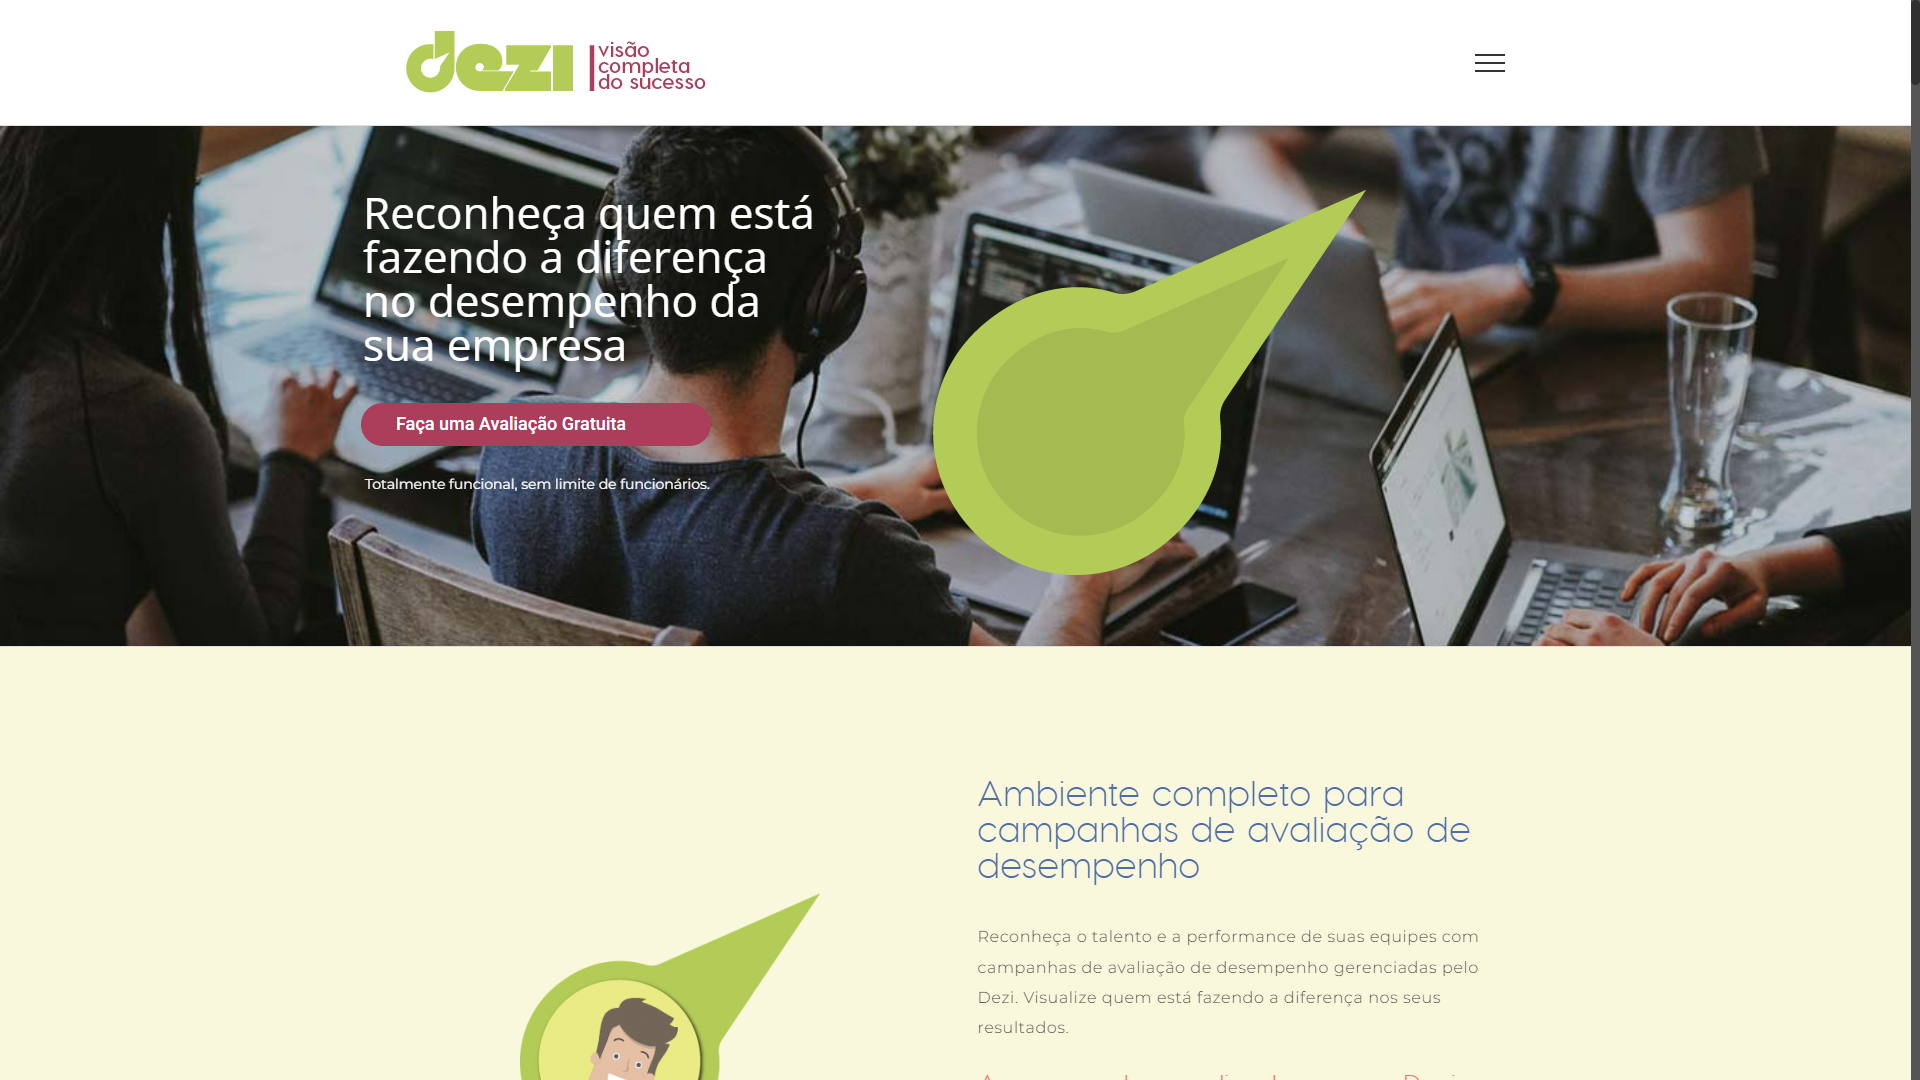 dezi
visão
completa
do sucesso
Reconheça quem está
fazendo a diferença
no desempenho da
sua empresa
Faça uma Avaliação Gratuita
Totalmente funcional, sem limite de funcionários.
Ambiente completo para
campanhas de avaliação de
desempenho
Reconheça o talento e a performance de suas equipes com
campanhas de avaliação de desempenho gerenciadas pelo
Dezi. Visualize quem está fazendo a diferença nos seus
resultados.